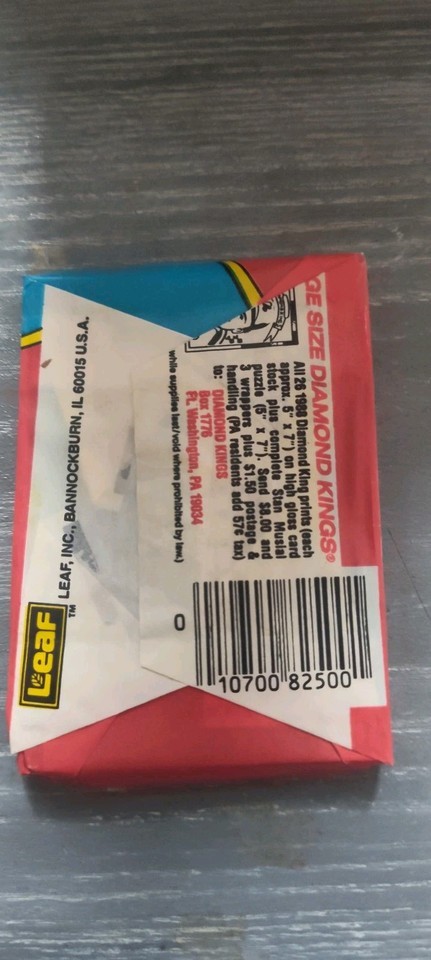 GE SIZE DIAMOND KINGS®
All 26 1988 Diamond King prints (each
approx. 5" x 7") on high gloss card
stock plus complete Stan Musial
puzzle (5" x 7"). Send $8.00 and
3 wrappers plus $1.50 postage &
handling (PA residents add 57¢ tax)
to: DIAMOND KINGS
Box 1776
Ft. Washington, PA 19034
while supplies last/void where prohibited by law.)
0 10700 82500
Leaf
™ LEAF, INC., BANNOCKBURN, IL 60015 U.S.A.